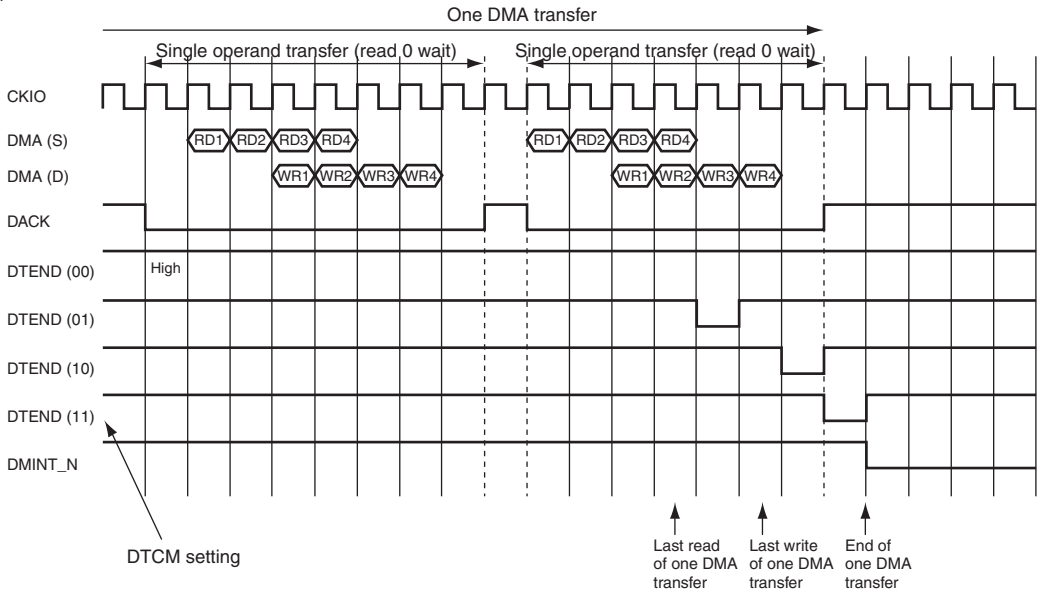 One DMA transfer
Single operand transfer (read 0 wait) Single operand transfer (read 0 wait)
CKIO
DMA (S) RD1 RD2 RD3 RD4 RD1 RD2 RD3 RD4
DMA (D) WR1 WR2 WR3 WR4 WR1 WR2 WR3 WR4
DACK
DTEND (00) High
DTEND (01)
DTEND (10)
DTEND (11)
DMINT_N
DTCM setting
Last read
of one DMA
transfer
Last write
of one DMA
transfer
End of
one DMA
transfer